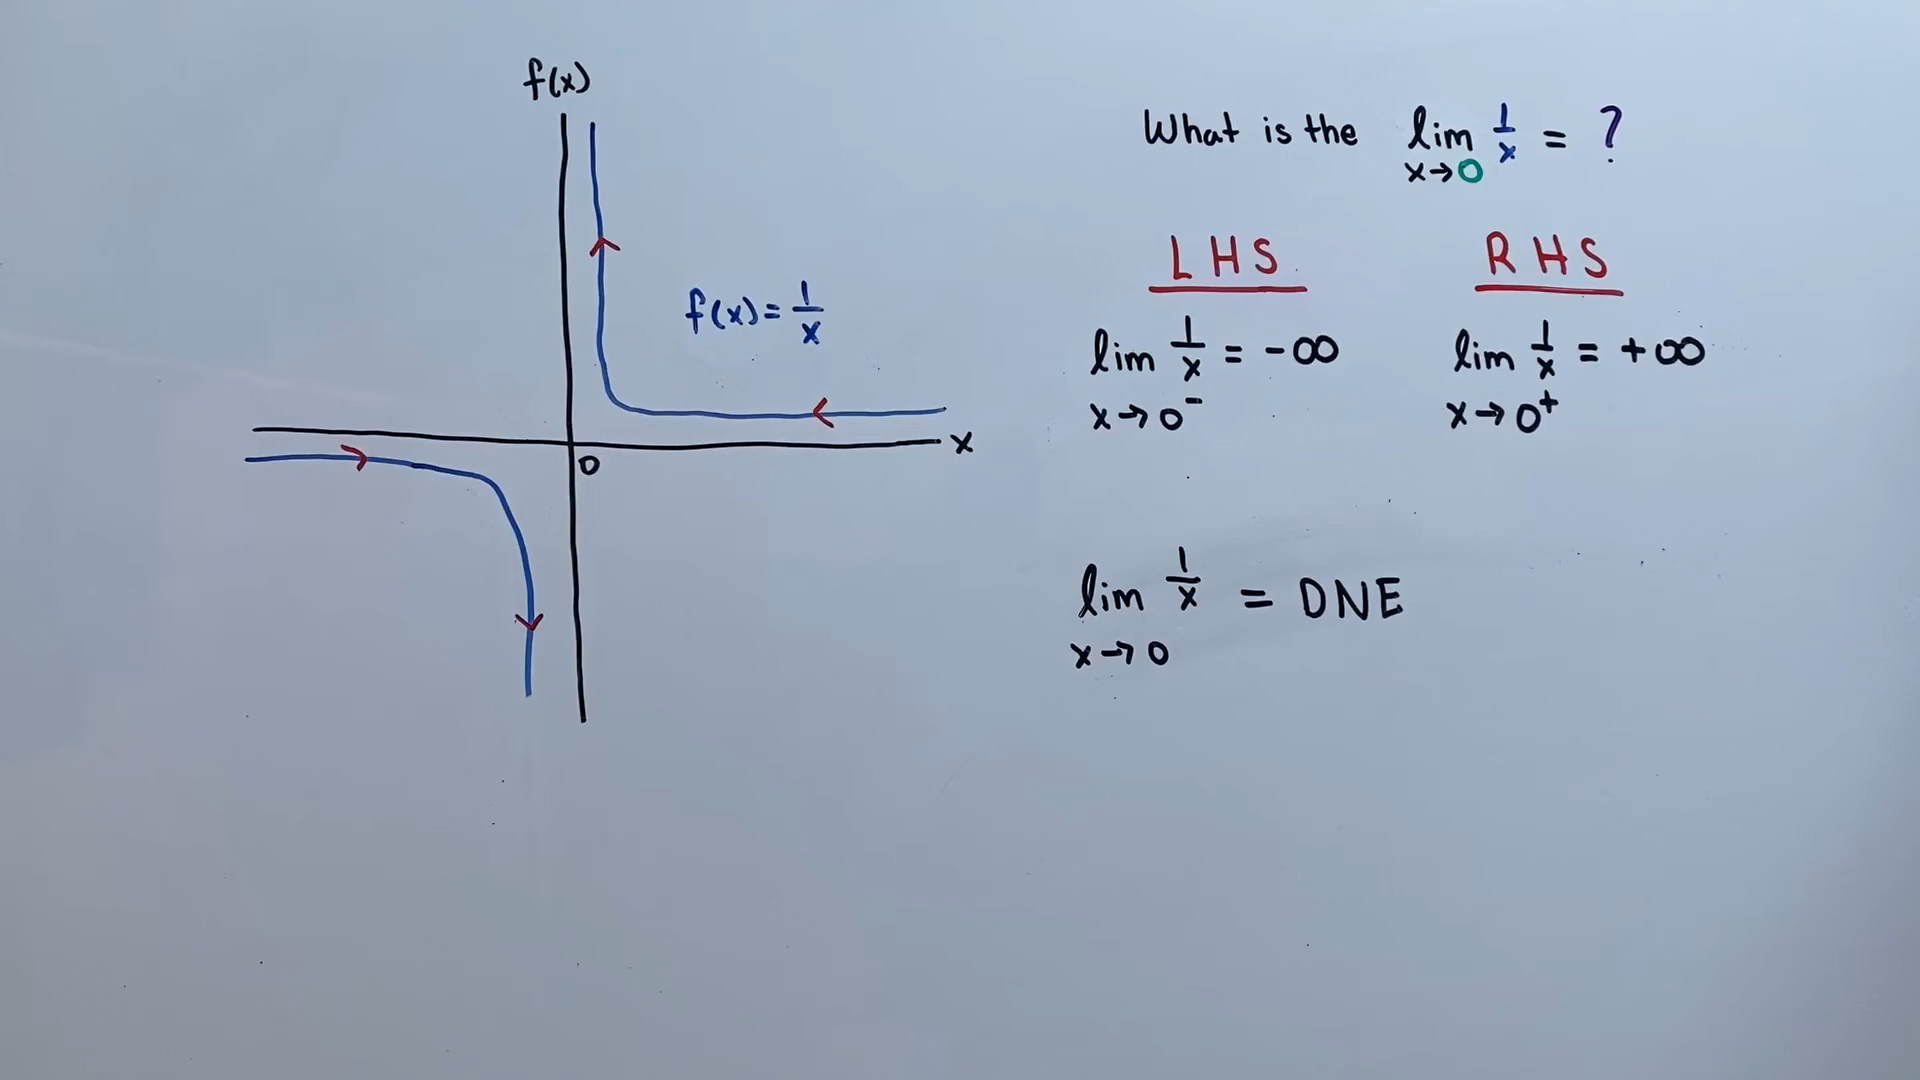 f(x)
What is the lim 1/x = ?
x→0
LHS RHS
f(x) = 1/x
lim 1/x = -∞ lim 1/x = +∞
x→0⁻ x→0⁺
x
0
lim 1/x = DNE
x→0